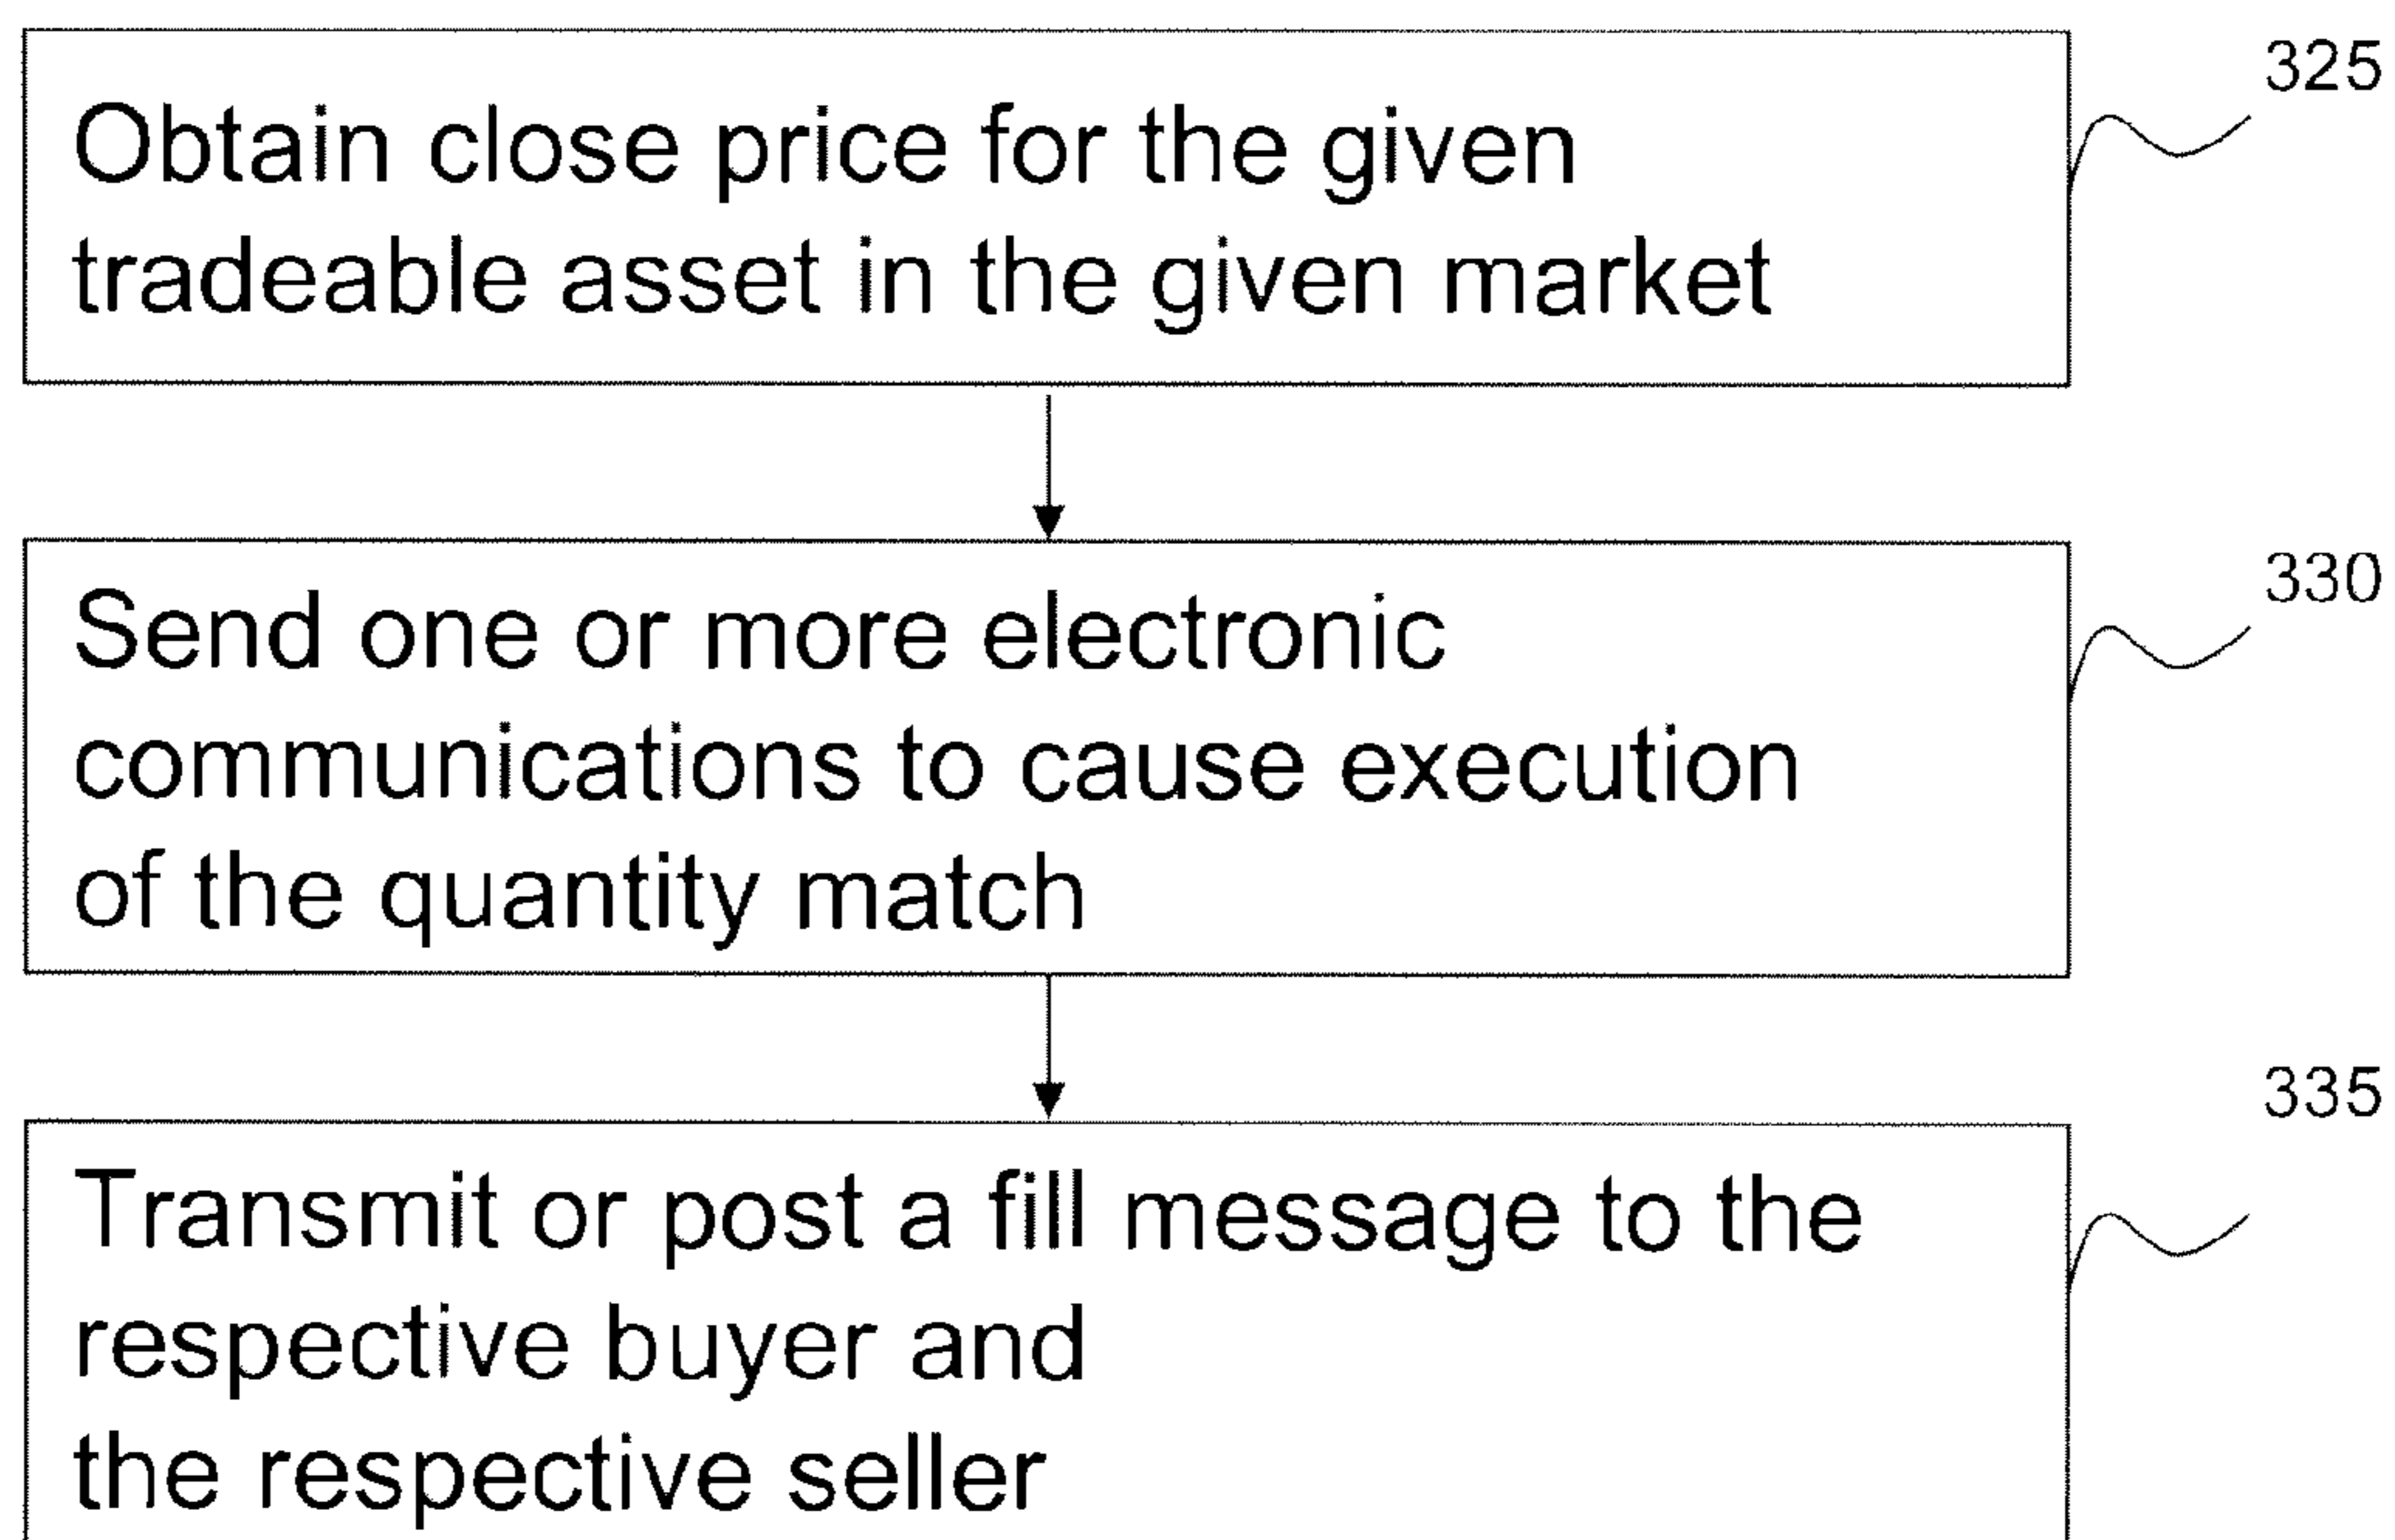 325
Obtain close price for the given
tradeable asset in the given market
330
Send one or more electronic
communications to cause execution
of the quantity match
335
Transmit or post a fill message to the
respective buyer and
the respective seller